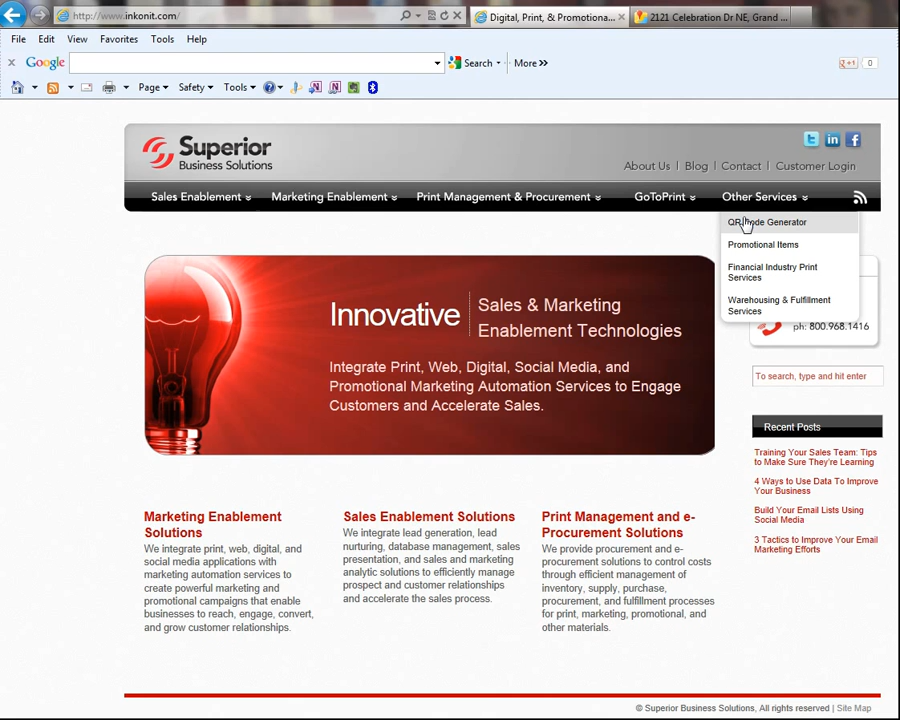 http://www.inkonit.com/
Digital, Print, & Promotiona...
2121 Celebration Dr NE, Grand ...
File Edit View Favorites Tools Help
Google Search More »
+1 0
Page Safety Tools
Superior
Business Solutions
About Us | Blog | Contact | Customer Login
Sales Enablement Marketing Enablement Print Management & Procurement GoToPrint Other Services
QR Code Generator
Promotional Items
Financial Industry Print
Services
Warehousing & Fulfillment
Services
ph: 800.968.1416
Innovative
Sales & Marketing
Enablement Technologies
Integrate Print, Web, Digital, Social Media, and
Promotional Marketing Automation Services to Engage
Customers and Accelerate Sales.
To search, type and hit enter
Recent Posts
Training Your Sales Team: Tips
to Make Sure They're Learning
4 Ways to Use Data To Improve
Your Business
Build Your Email Lists Using
Social Media
3 Tactics to Improve Your Email
Marketing Efforts
Marketing Enablement
Solutions
We integrate print, web, digital, and
social media applications with
marketing automation services to
create powerful marketing and
promotional campaigns that enable
businesses to reach, engage, convert,
and grow customer relationships.
Sales Enablement Solutions
We integrate lead generation, lead
nurturing, database management, sales
presentation, and sales and marketing
analytic solutions to efficiently manage
prospect and customer relationships
and accelerate the sales process.
Print Management and e-
Procurement Solutions
We provide procurement and e-
procurement solutions to control costs
through efficient management of
inventory, supply, purchase,
procurement, and fulfillment processes
for print, marketing, promotional, and
other materials.
© Superior Business Solutions, All rights reserved | Site Map